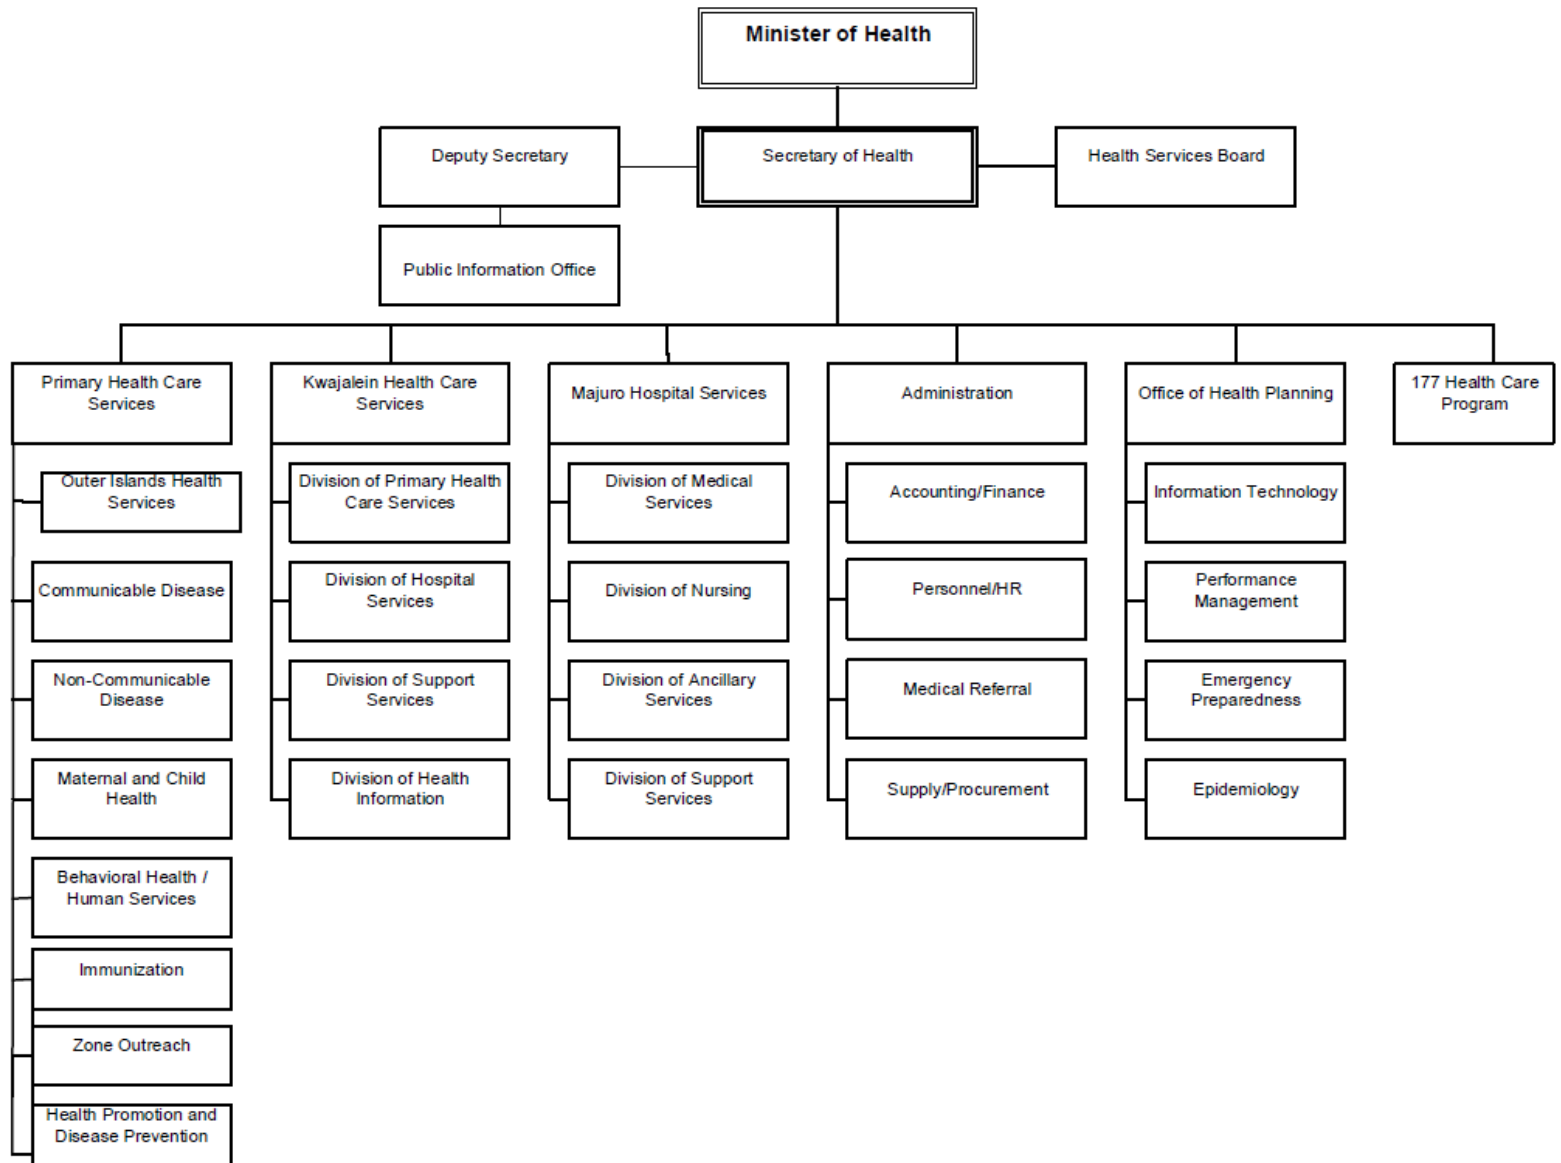 Minister of Health
Deputy Secretary
Secretary of Health
Health Services Board
Public Information Office
Primary Health Care
Services
Kwajalein Health Care
Services
Majuro Hospital Services
Administration
Office of Health Planning
177 Health Care
Program
Outer Islands Health
Services
Communicable Disease
Non-Communicable
Disease
Maternal and Child
Health
Behavioral Health /
Human Services
Immunization
Zone Outreach
Health Promotion and
Disease Prevention
Division of Primary Health
Care Services
Division of Hospital
Services
Division of Support
Services
Division of Health
Information
Division of Medical
Services
Division of Nursing
Division of Ancillary
Services
Division of Support
Services
Accounting/Finance
Personnel/HR
Medical Referral
Supply/Procurement
Information Technology
Performance
Management
Emergency
Preparedness
Epidemiology